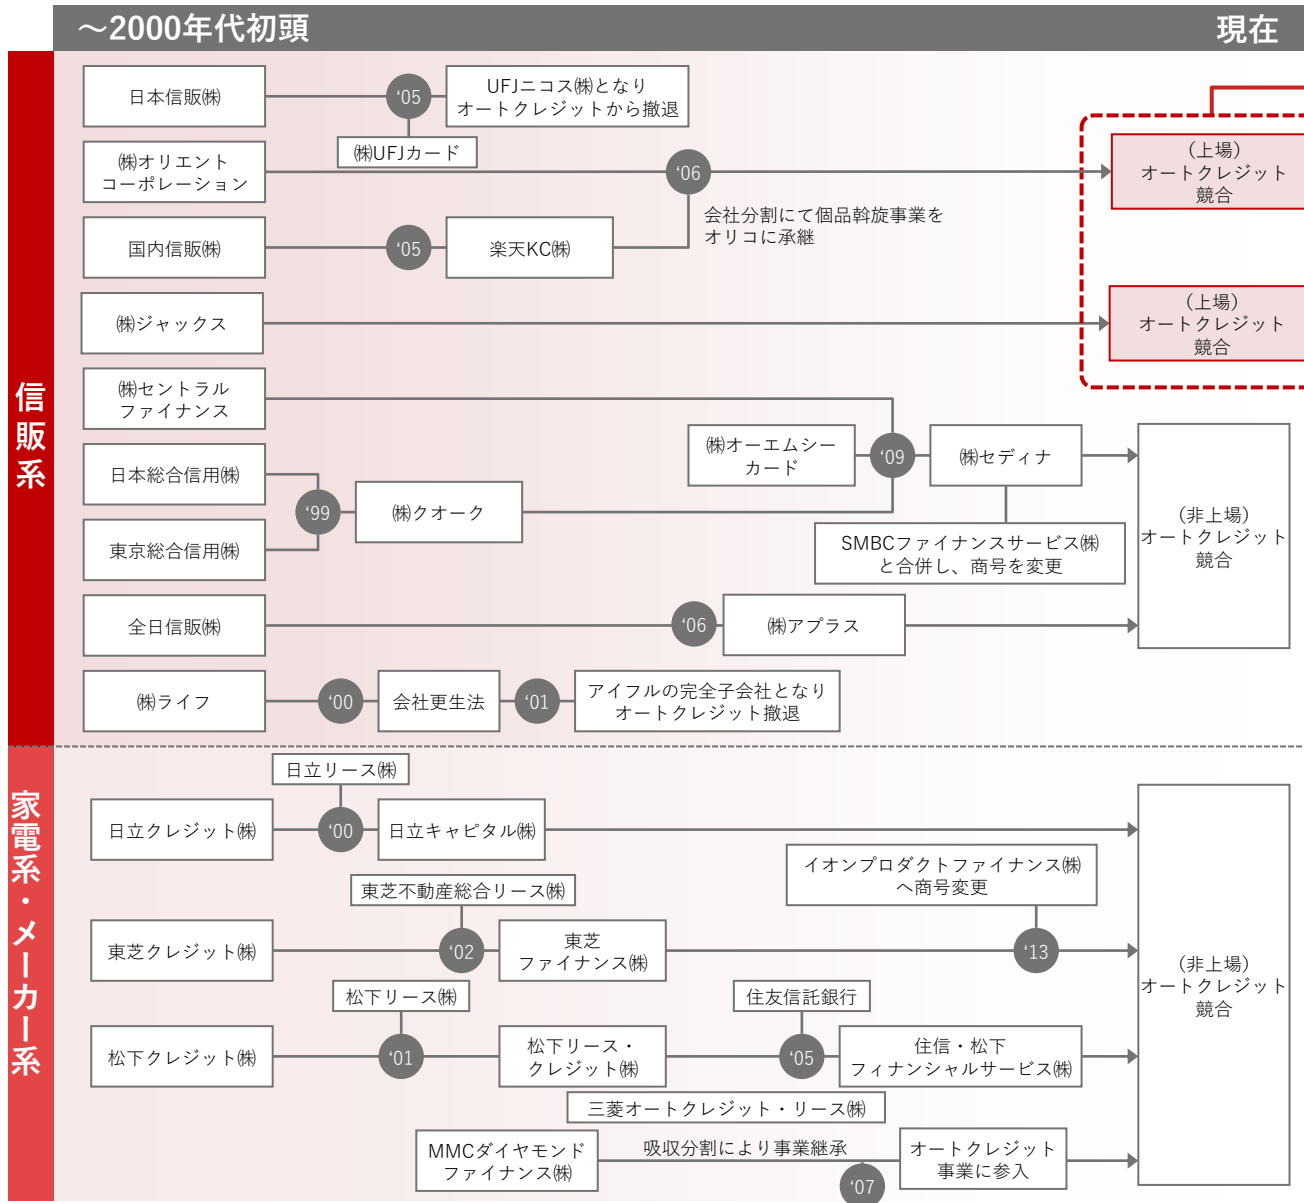 ～2000年代初頭
現在
信販系
日本信販㈱
‘05
UFJニコス㈱となり
オートクレジットから撤退
㈱UFJカード
㈱オリエント
コーポレーション
‘06
（上場）
オートクレジット
競合
会社分割にて個品斡旋事業を
オリコに承継
国内信販㈱
‘05
楽天KC㈱
㈱ジャックス
（上場）
オートクレジット
競合
㈱セントラル
ファイナンス
㈱オーエムシー
カード
‘09
㈱セディナ
日本総合信用㈱
‘99
㈱クオーク
東京総合信用㈱
SMBCファイナンスサービス㈱
と合併し、商号を変更
（非上場）
オートクレジット
競合
全日信販㈱
‘06
㈱アプラス
㈱ライフ
‘00
会社更生法
‘01
アイフルの完全子会社となり
オートクレジット撤退
家電系・メーカー系
日立リース㈱
日立クレジット㈱
‘00
日立キャピタル㈱
イオンプロダクトファイナンス㈱
へ商号変更
東芝不動産総合リース㈱
東芝クレジット㈱
‘02
東芝
ファイナンス㈱
‘13
（非上場）
オートクレジット
競合
松下リース㈱
住友信託銀行
松下クレジット㈱
‘01
松下リース・
クレジット㈱
‘05
住信・松下
フィナンシャルサービス㈱
三菱オートクレジット・リース㈱
MMCダイヤモンド
ファイナンス㈱
吸収分割により事業継承
‘07
オートクレジット
事業に参入